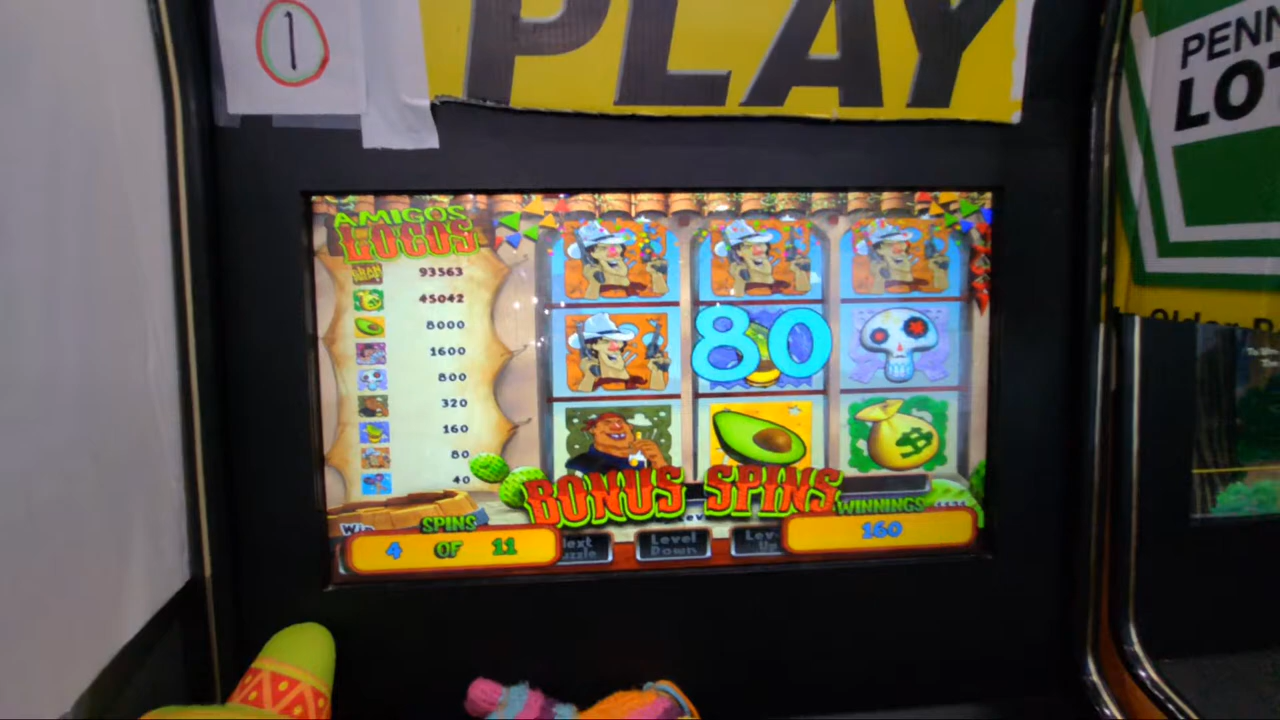 1
PLAY
PENN
LOT
AMIGOS
LOCOS
93563
45042
8000
1600
800
320
160
80
40
80
BONUS SPINS
SPINS
4 OF 11
Level
Down
WINNINGS
160